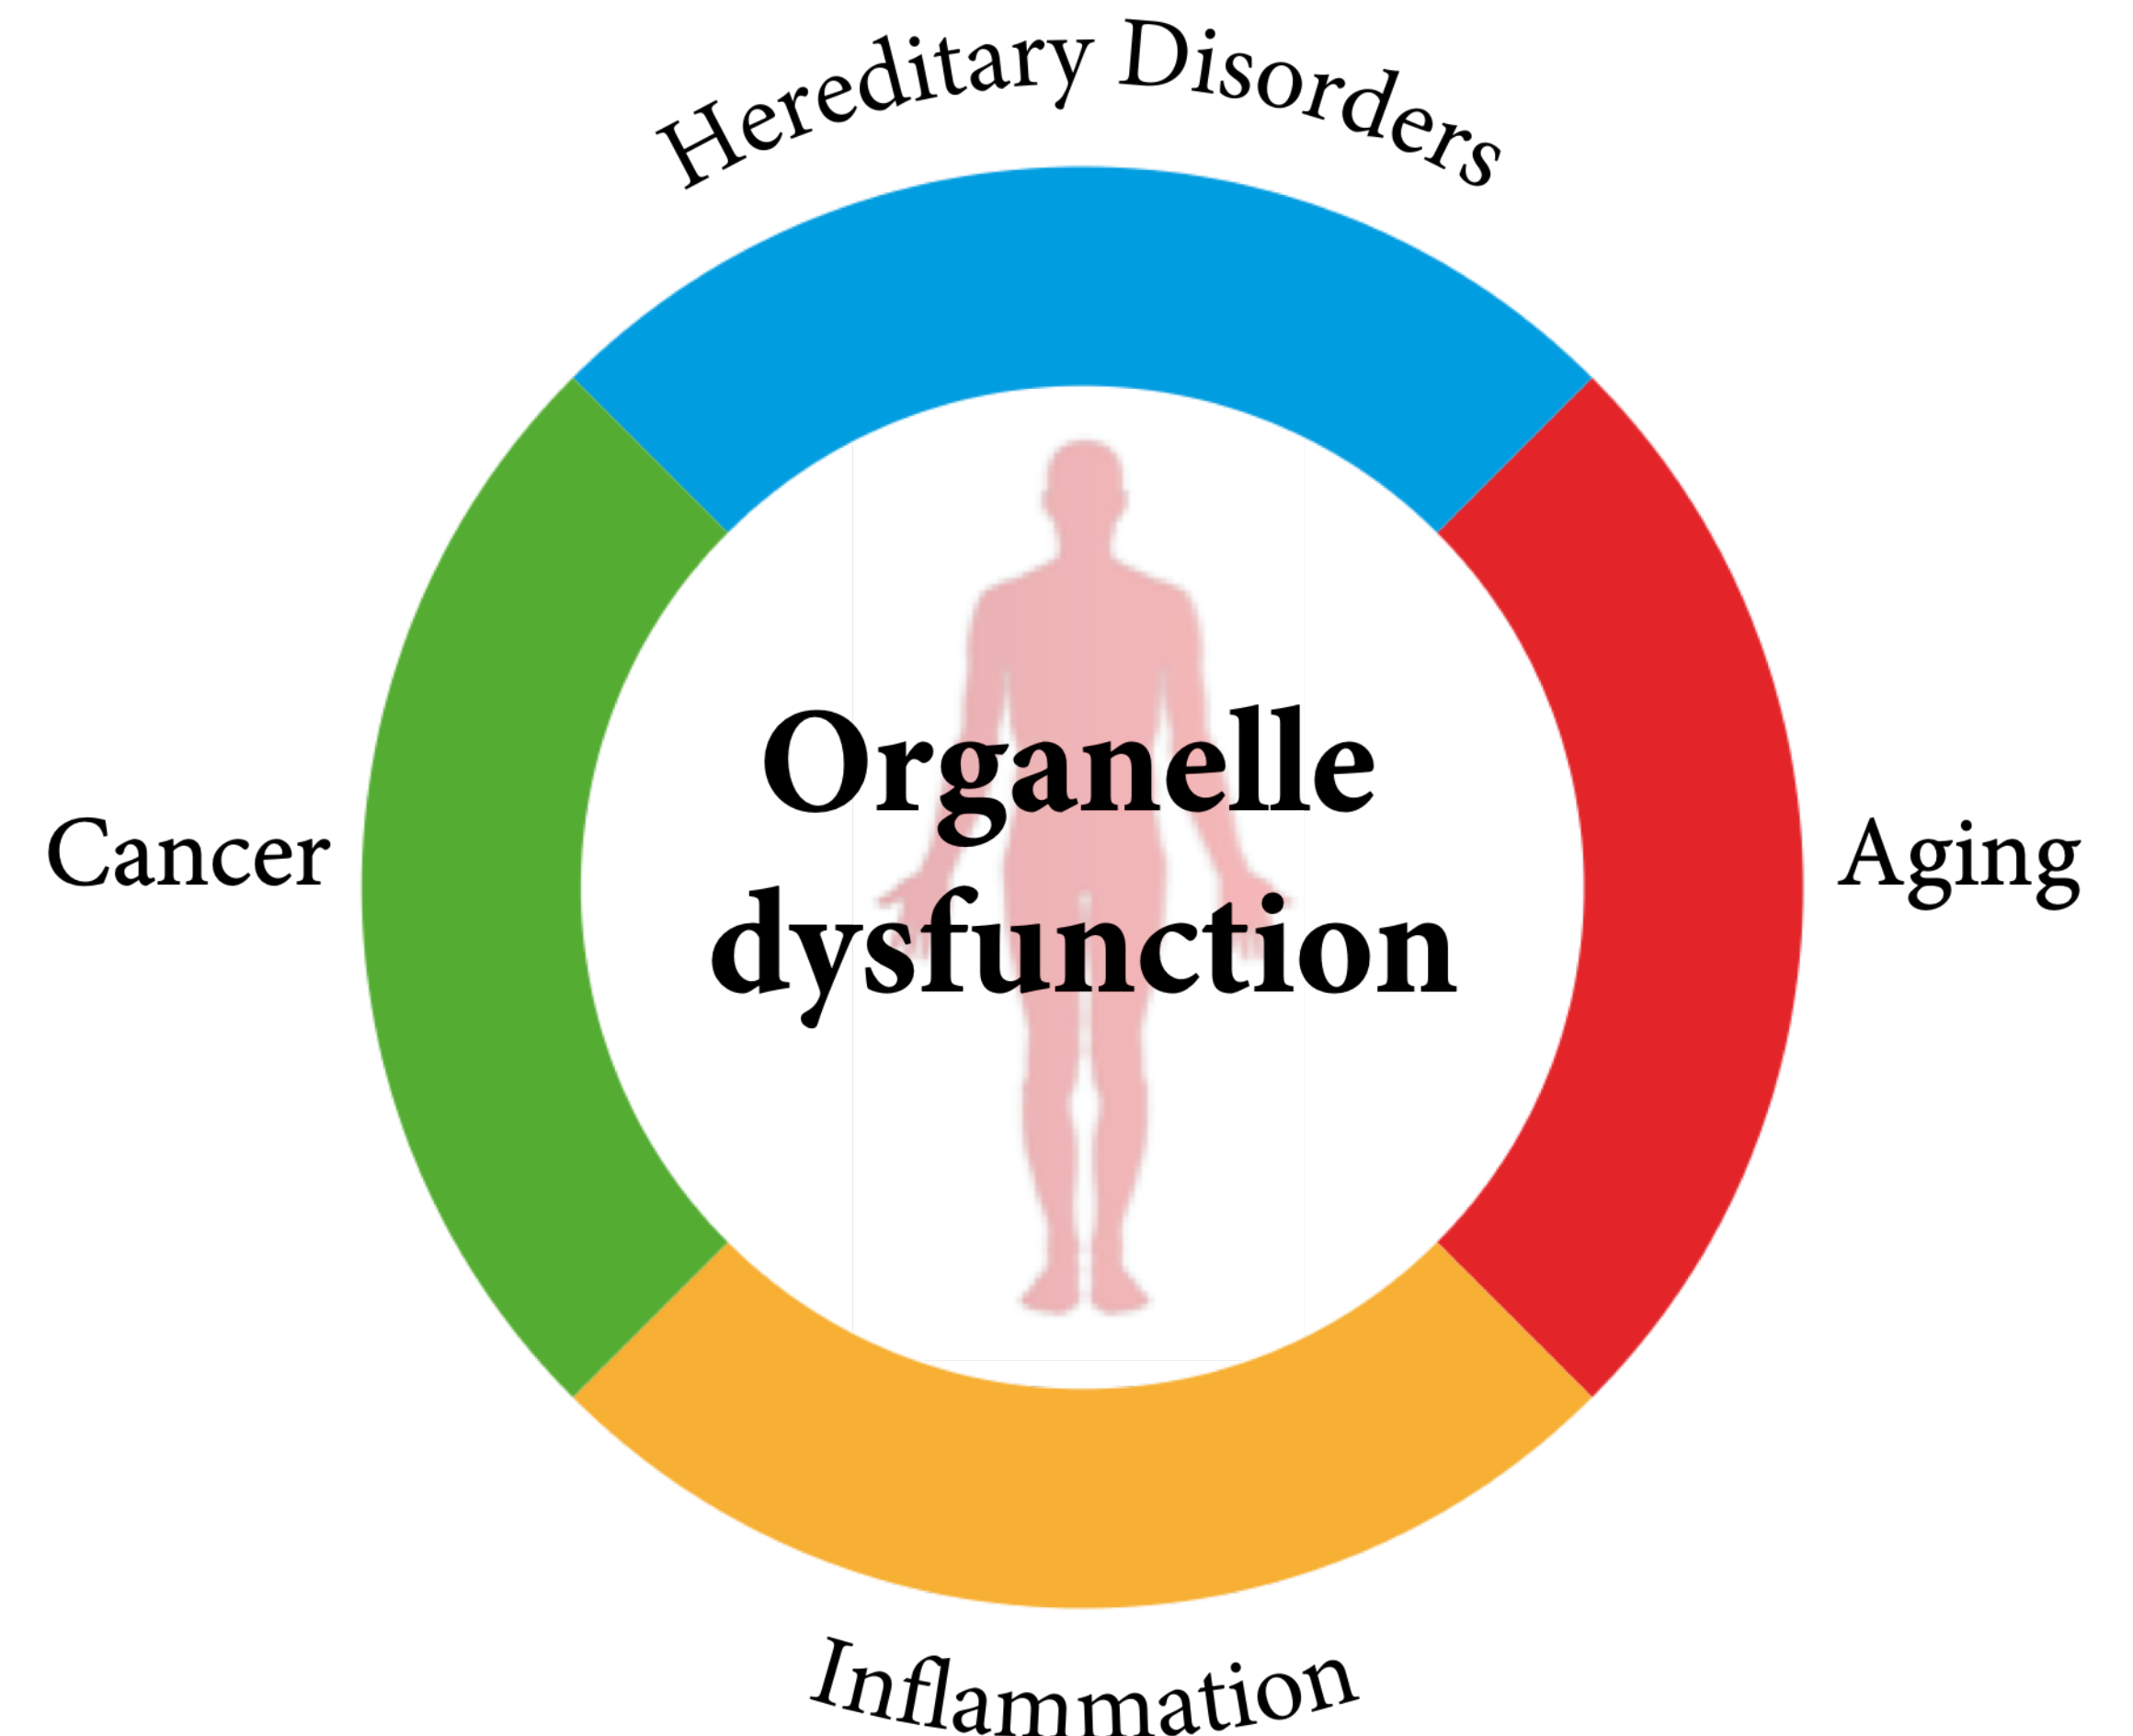 Hereditary Disorders
Organelle
dysfunction
Cancer
Aging
Inflammation